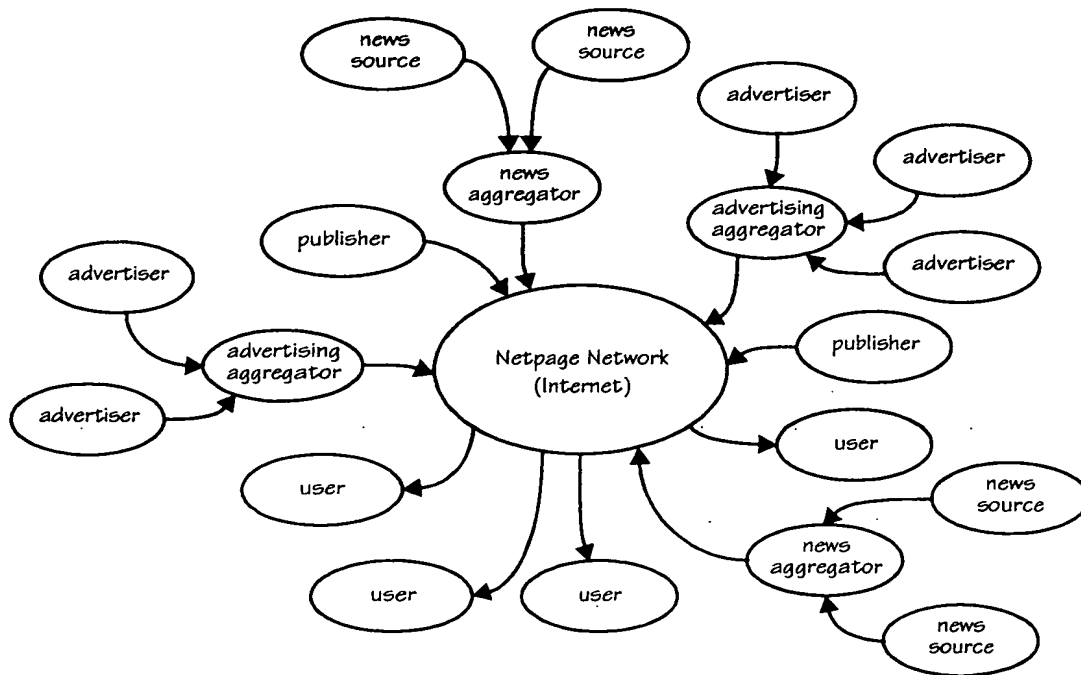 news
source
news
source
advertiser
advertiser
news
aggregator
advertising
aggregator
publisher
advertiser
advertiser
publisher
Netpage Network
(Internet)
advertising
aggregator
advertiser
user
user
news
source
news
aggregator
user
user
news
source